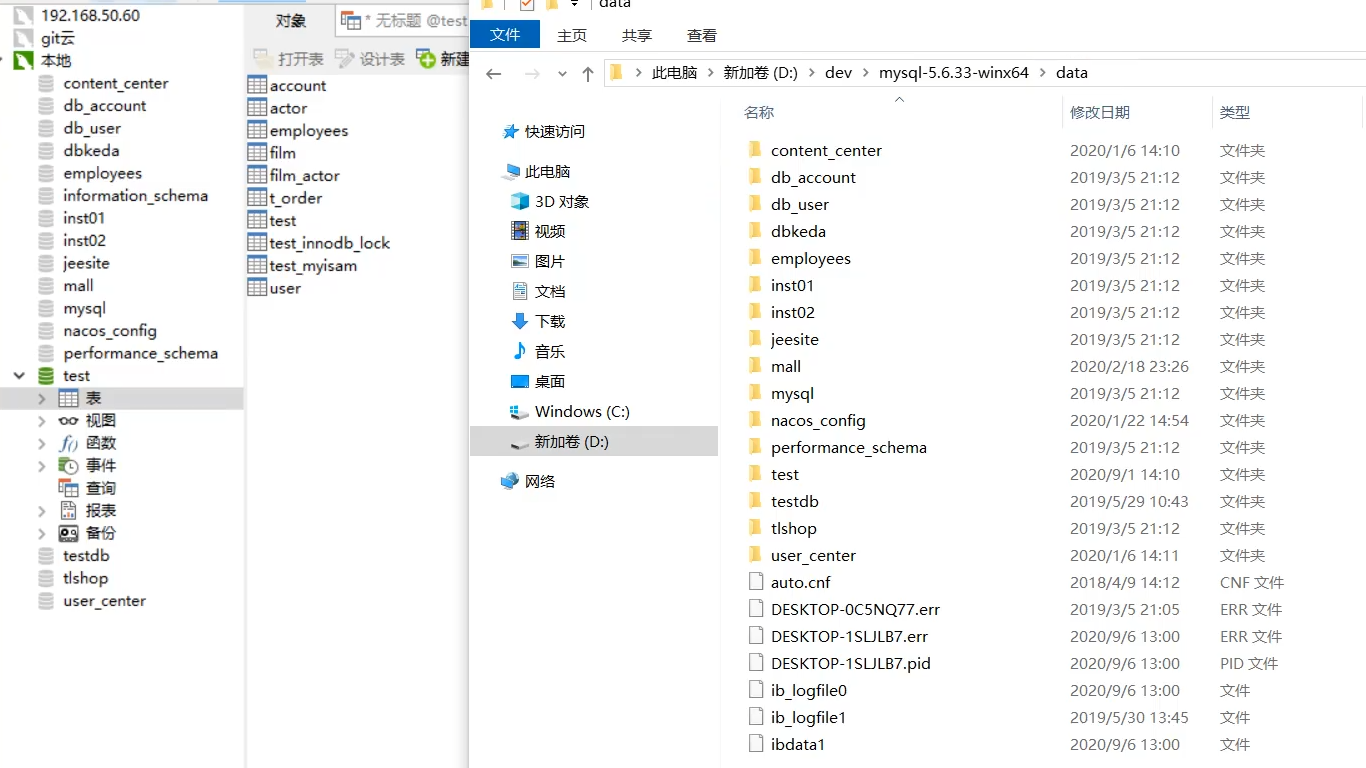 192.168.50.60
git云
本地
content_center
db_account
db_user
dbkeda
employees
information_schema
inst01
inst02
jeesite
mall
mysql
nacos_config
performance_schema
test
表
视图
函数
事件
查询
报表
备份
testdb
tlshop
user_center
对象
* 无标题 @test
打开表 设计表 新建
account
actor
employees
film
film_actor
t_order
test
test_innodb_lock
test_myisam
user
data
文件 主页 共享 查看
此电脑 新加卷 (D:) dev mysql-5.6.33-winx64 data
快速访问
此电脑
3D 对象
视频
图片
文档
下载
音乐
桌面
Windows (C:)
新加卷 (D:)
网络
名称 修改日期 类型
content_center 2020/1/6 14:10 文件夹
db_account 2019/3/5 21:12 文件夹
db_user 2019/3/5 21:12 文件夹
dbkeda 2019/3/5 21:12 文件夹
employees 2019/3/5 21:12 文件夹
inst01 2019/3/5 21:12 文件夹
inst02 2019/3/5 21:12 文件夹
jeesite 2019/3/5 21:12 文件夹
mall 2020/2/18 23:26 文件夹
mysql 2019/3/5 21:12 文件夹
nacos_config 2020/1/22 14:54 文件夹
performance_schema 2019/3/5 21:12 文件夹
test 2020/9/1 14:10 文件夹
testdb 2019/5/29 10:43 文件夹
tlshop 2019/3/5 21:12 文件夹
user_center 2020/1/6 14:11 文件夹
auto.cnf 2018/4/9 14:12 CNF 文件
DESKTOP-0C5NQ77.err 2019/3/5 21:05 ERR 文件
DESKTOP-1SLJLB7.err 2020/9/6 13:00 ERR 文件
DESKTOP-1SLJLB7.pid 2020/9/6 13:00 PID 文件
ib_logfile0 2020/9/6 13:00 文件
ib_logfile1 2019/5/30 13:45 文件
ibdata1 2020/9/6 13:00 文件